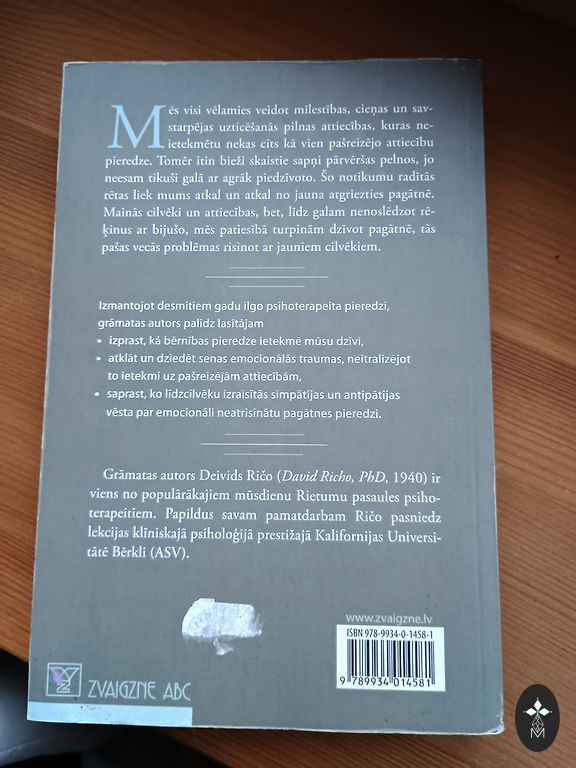 Mēs visi vēlamies veidot mīlestības, cieņas un sav-
starpējas uzticēšanās pilnas attiecības, kuras ne-
ietekmētu nekas cits kā vien pašreizējo attiecību
pieredze. Tomēr itin bieži skaistie sapņi pārvēršas pelnos, jo
neesam tikuši galā ar agrāk piedzīvoto. Šo notikumu radītās
rētas liek mums atkal un atkal no jauna atgriezties pagātnē.
Mainās cilvēki un attiecības, bet, līdz galam nenoslēdzot rē-
ķinus ar bijušo, mēs patiesībā turpinām dzīvot pagātnē, tās
pašas vecās problēmas risinot ar jauniem cilvēkiem.
Izmantojot desmitiem gadu ilgo psihoterapeita pieredzi,
grāmatas autors palīdz lasītājam
• izprast, kā bērnības pieredze ietekmē mūsu dzīvi,
• atklāt un dziedēt senas emocionālās traumas, neitralizējot
to ietekmi uz pašreizējām attiecībām,
• saprast, ko līdzcilvēku izraisītās simpātijas un antipātijas
vēsta par emocionāli neatrisinātu pagātnes pieredzi.
Grāmatas autors Deivids Ričo (David Richo, PhD, 1940) ir
viens no populārākajiem mūsdienu Rietumu pasaules psiho-
terapeitiem. Papildus savam pamatdarbam Ričo pasniedz
lekcijas klīniskajā psiholoģijā prestižajā Kalifornijas Universi-
tātē Bērkli (ASV).
www.zvaigzne.lv
ISBN 978-9934-0-1458-1
9 789934 014581
ZVAIGZNE ABC
M